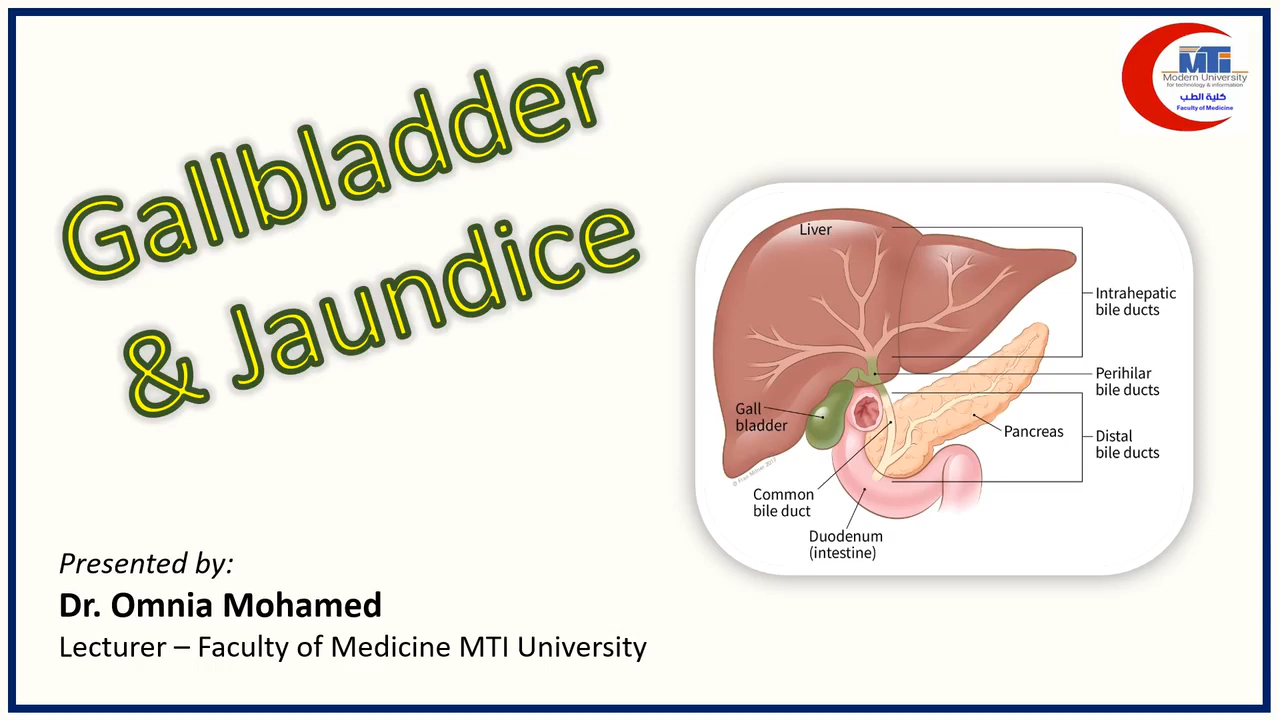 Gallbladder
& Jaundice
MTi
Modern University
for technology & information
كلية الطب
Faculty of Medicine
Liver
Intrahepatic
bile ducts
Perihilar
bile ducts
Gall
bladder
Pancreas
Distal
bile ducts
Common
bile duct
Duodenum
(intestine)
Presented by:
Dr. Omnia Mohamed
Lecturer – Faculty of Medicine MTI University